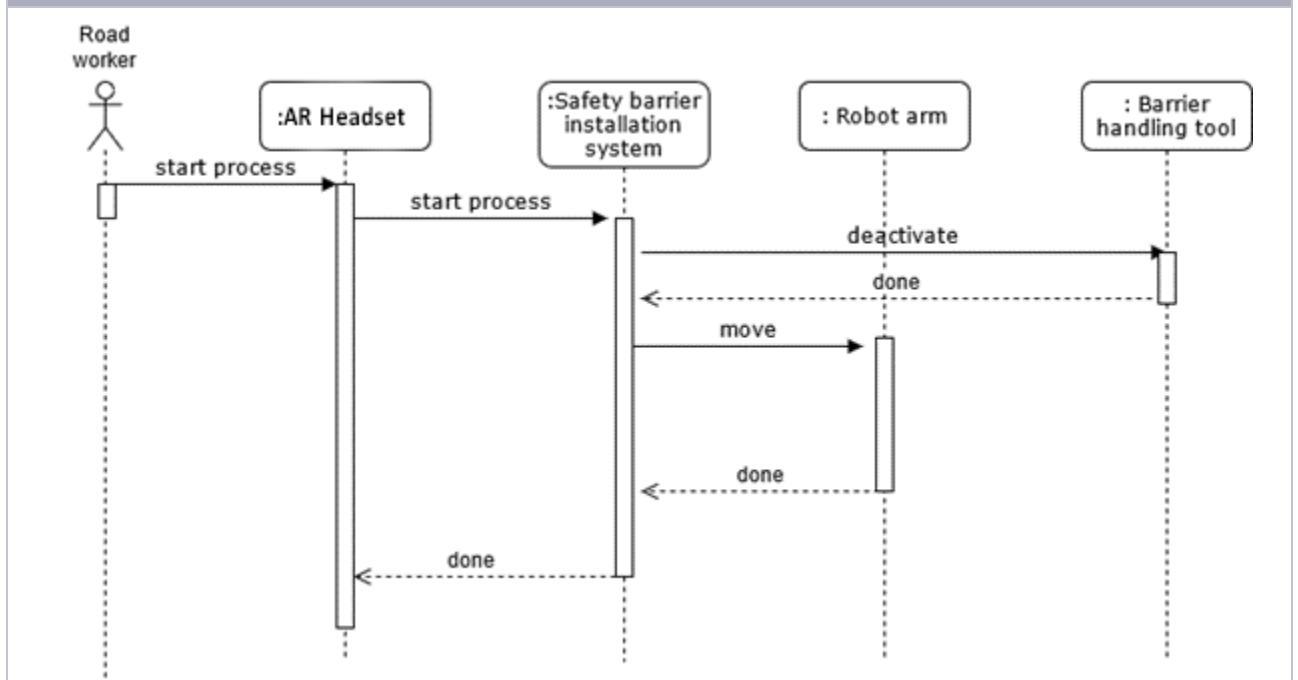 Road
worker
:AR Headset
:Safety barrier
installation
system
: Robot arm
: Barrier
handling tool
start process
start process
deactivate
done
move
done
done